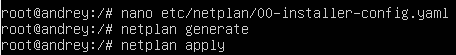 root@andrey:/# nano etc/netplan/00-installer-config.yaml
root@andrey:/# netplan generate
root@andrey:/# netplan apply